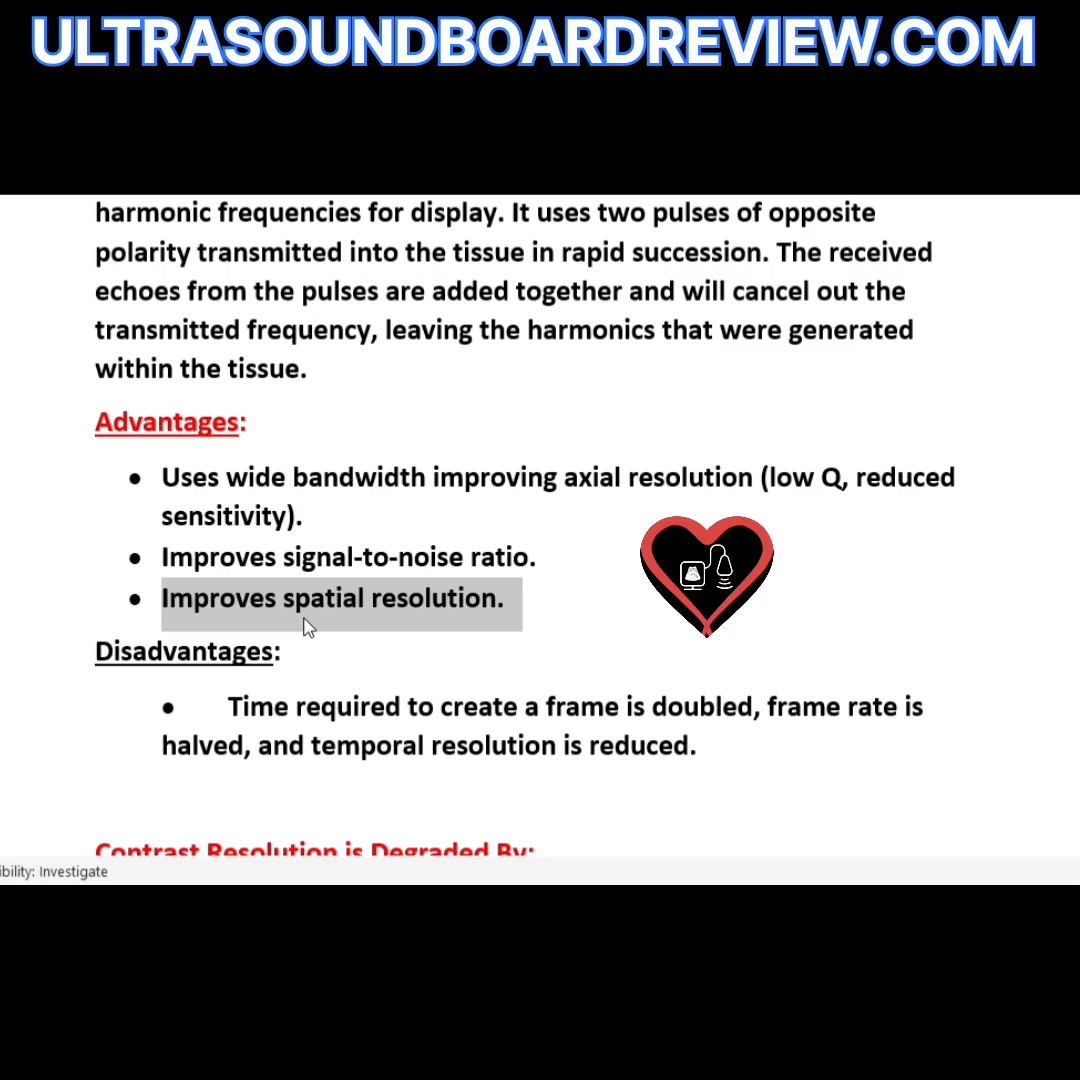 ULTRASOUNDBOARDREVIEW.COM
harmonic frequencies for display. It uses two pulses of opposite
polarity transmitted into the tissue in rapid succession. The received
echoes from the pulses are added together and will cancel out the
transmitted frequency, leaving the harmonics that were generated
within the tissue.
Advantages:
• Uses wide bandwidth improving axial resolution (low Q, reduced
sensitivity).
• Improves signal-to-noise ratio.
• Improves spatial resolution.
Disadvantages:
• Time required to create a frame is doubled, frame rate is
halved, and temporal resolution is reduced.
Contrast Resolution is Degraded By:
ibility: Investigate